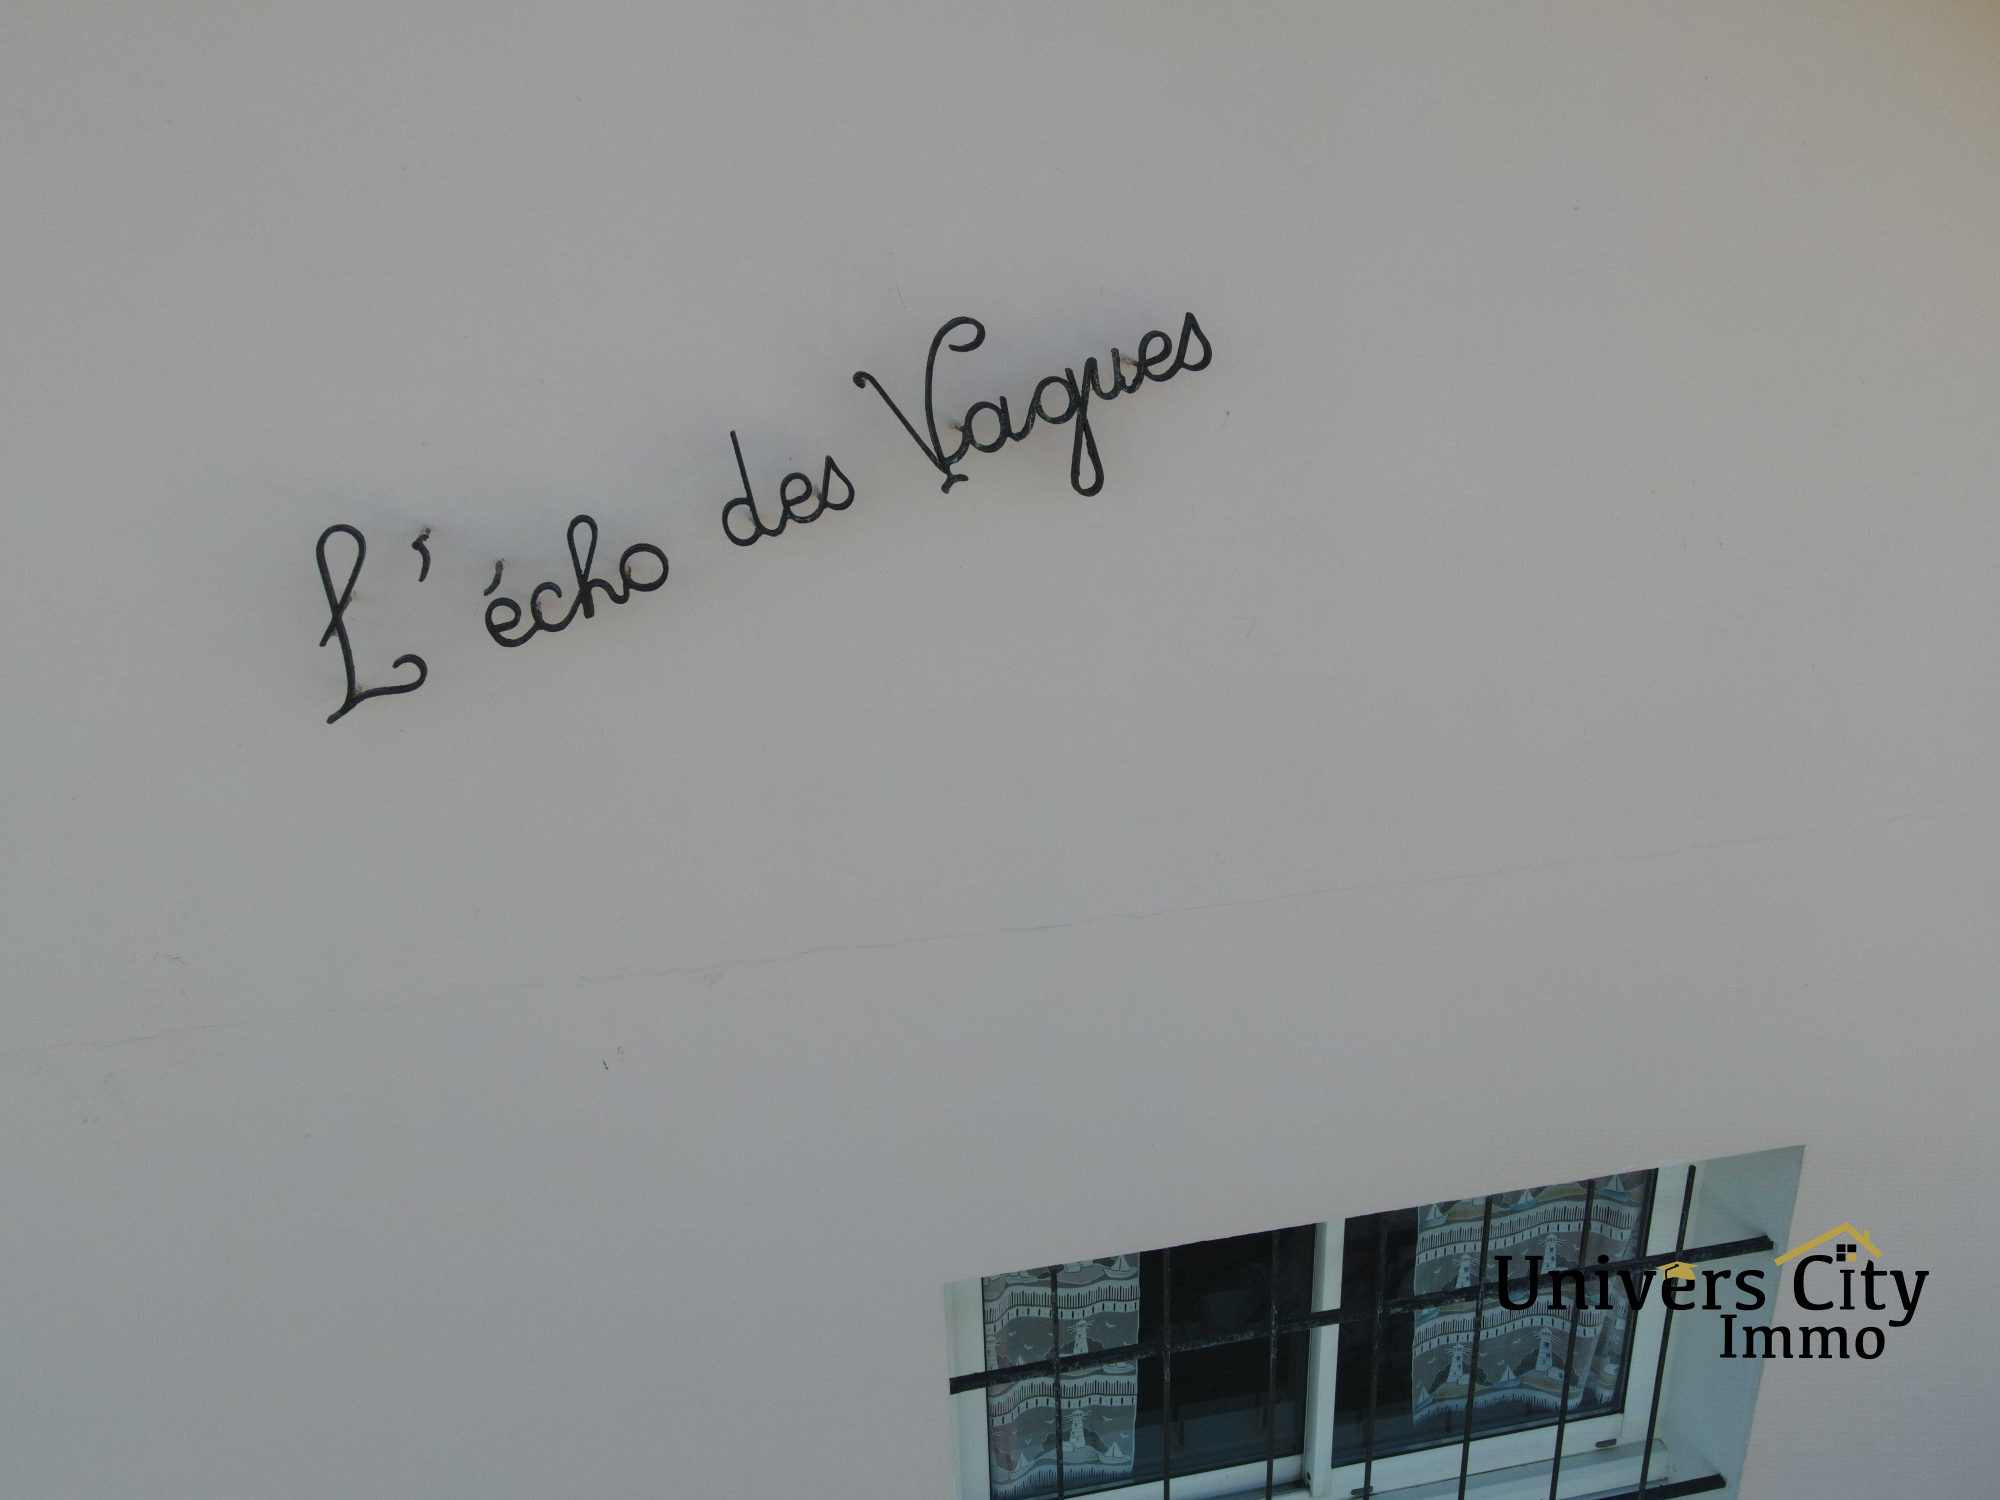 L'écho des Vagues
Univers City
Immo